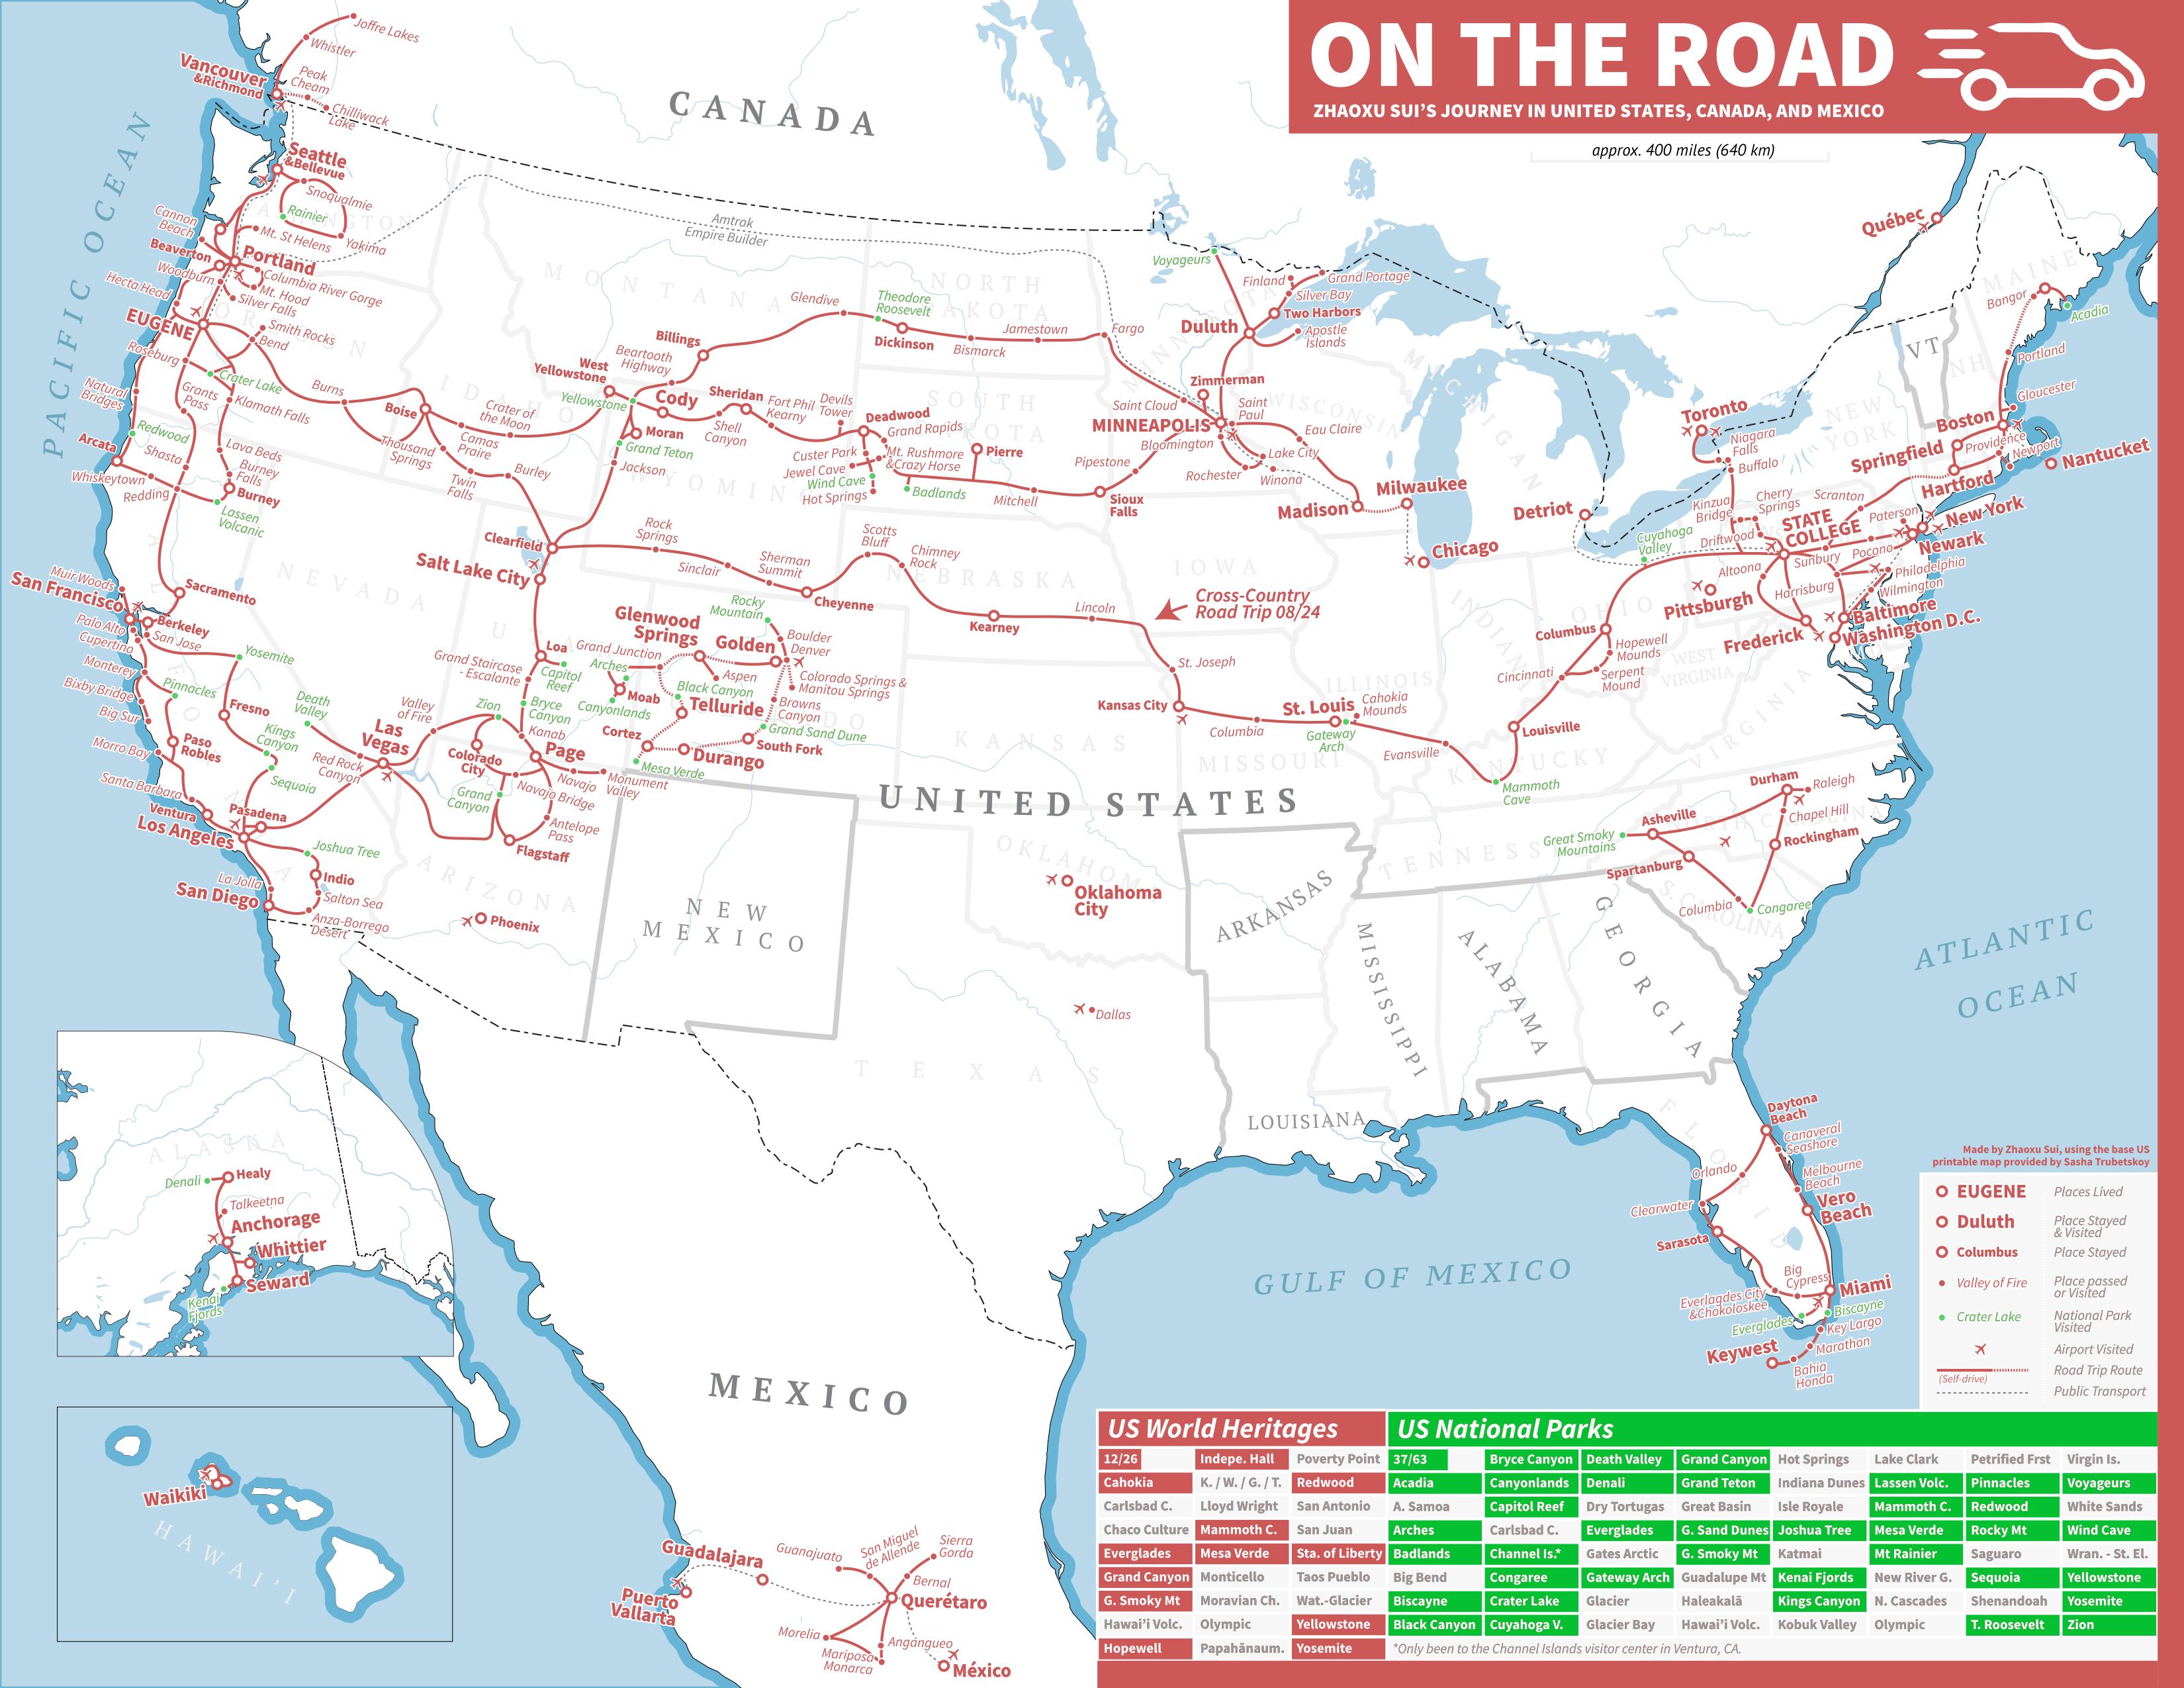 ON THE ROAD
ZHAOXU SUI'S JOURNEY IN UNITED STATES, CANADA, AND MEXICO
approx. 400 miles (640 km)
CANADA
UNITED STATES
MEXICO
PACIFIC OCEAN
ATLANTIC
OCEAN
GULF OF MEXICO
Joffre Lakes
Whistler
Vancouver
&Richmond
Peak
Cheam
Chilliwack
Lake
Seattle
&Bellevue
Snoqualmie
Rainier
WASHINGTON
Cannon
Beach
Mt. St Helens
Yakima
Beaverton
Portland
Woodburn
Columbia River Gorge
Mt. Hood
Hecta Head
Silver Falls
OREGON
EUGENE
Smith Rocks
Bend
Roseburg
Crater Lake
Natural
Bridges
Grants
Pass
Klamath Falls
Burns
Boise
Redwood
Arcata
Lava Beds
Shasta
Burney
Falls
Whiskeytown
Redding
Burney
Lassen
Volcanic
Amtrak
Empire Builder
MONTANA
IDAHO
Glendive
Theodore
Roosevelt
NORTH
DAKOTA
Billings
Dickinson
Bismarck
Jamestown
Fargo
Beartooth
Highway
West
Yellowstone
Yellowstone
Cody
Sheridan
Fort Phil
Kearny
Devils
Tower
Deadwood
Grand Rapids
SOUTH
DAKOTA
Crater of
the Moon
Camas
Praire
Thousand
Springs
Twin
Falls
Burley
Moran
Grand Teton
Jackson
Shell
Canyon
WYOMING
Custer Park
Jewel Cave
Wind Cave
Hot Springs
Mt. Rushmore
&Crazy Horse
Badlands
Pierre
Mitchell
Sioux
Falls
Pipestone
Voyageurs
Finland
Grand Portage
Silver Bay
Two Harbors
Duluth
Apostle
Islands
MINNESOTA
Zimmerman
Saint Cloud
Saint
Paul
MINNEAPOLIS
Bloomington
Eau Claire
Lake City
Rochester
Winona
WISCONSIN
MICHIGAN
Madison
Milwaukee
Chicago
Detriot
Clearfield
Salt Lake City
Rock
Springs
Sinclair
Sherman
Summit
Cheyenne
Scotts
Bluff
Chimney
Rock
NEBRASKA
Kearney
Lincoln
IOWA
Cross-Country
Road Trip 08/24
NEVADA
UTAH
Muir Woods
San Francisco
Sacramento
Berkeley
Palo Alto
Cupertino
San Jose
Monterey
Yosemite
Bixby Bridge
Pinnacles
Big Sur
Fresno
Death
Valley
Morro Bay
Paso
Robles
Kings
Canyon
Sequoia
Santa Barbara
Ventura
Pasadena
Los Angeles
CALIFORNIA
Joshua Tree
Indio
Salton Sea
La Jolla
San Diego
Anza-Borrego
Desert
Red Rock
Canyon
Las
Vegas
Valley
of Fire
Zion
Loa
Capitol
Reef
Grand Staircase
- Escalante
Bryce
Canyon
Kanab
Colorado
City
Page
Grand
Canyon
Navajo Bridge
Navajo
Monument
Valley
Antelope
Pass
Flagstaff
ARIZONA
Phoenix
Glenwood
Springs
Rocky
Mountain
Golden
Boulder
Denver
Grand Junction
Arches
Aspen
Colorado Springs &
Manitou Springs
Moab
Canyonlands
Black Canyon
Telluride
Browns
Canyon
COLORADO
Cortez
Grand Sand Dune
South Fork
Durango
Mesa Verde
NEW
MEXICO
KANSAS
OKLAHOMA
Oklahoma
City
Dallas
TEXAS
St. Joseph
Kansas City
Columbia
St. Louis
Cahokia
Mounds
Gateway
Arch
MISSOURI
ILLINOIS
INDIANA
Evansville
Louisville
Mammoth
Cave
KENTUCKY
TENNESSEE
ARKANSAS
LOUISIANA
MISSISSIPPI
ALABAMA
GEORGIA
OHIO
Columbus
Hopewell
Mounds
Cincinnati
Serpent
Mound
WEST
VIRGINIA
VIRGINIA
Great Smoky
Mountains
Asheville
Durham
Raleigh
Chapel Hill
NORTH CAROLINA
Rockingham
Spartanburg
Columbia
Congaree
S. CAROLINA
Québec
MAINE
Bangor
Acadia
Portland
VT
NH
Gloucester
Boston
Springfield
Providence
Newport
Nantucket
Hartford
NEW
YORK
Toronto
Niagara
Falls
Buffalo
Kinzua
Bridge
Cherry
Springs
Scranton
Cuyahoga
Valley
Driftwood
STATE
COLLEGE
Paterson
New York
Newark
Pocono
Sunbury
Altoona
Harrisburg
Philadelphia
Wilmington
Pittsburgh
Baltimore
Frederick
Washington D.C.
FLORIDA
Daytona
Beach
Canaveral
Seashore
Orlando
Melbourne
Beach
Clearwater
Vero
Beach
Sarasota
Big
Cypress
Miami
Everlagdes City
&Chokoloskee
Everglades
Biscayne
Key Largo
Marathon
Keywest
Bahia
Honda
ALASKA
Denali
Healy
Talkeetna
Anchorage
Whittier
Seward
Kenai
Fjords
Waikiki
HAWAI'I
Guadalajara
Puerto
Vallarta
Guanajuato
San Miguel
de Allende
Sierra
Gorda
Bernal
Querétaro
Morelia
Angángueo
Mariposa
Monarca
México
Made by Zhaoxu Sui, using the base US
printable map provided by Sasha Trubetskoy
EUGENE Places Lived
Duluth Place Stayed
& Visited
Columbus Place Stayed
Valley of Fire Place passed
or Visited
Crater Lake National Park
Visited
Airport Visited
Road Trip Route
(Self-drive)
Public Transport
US World Heritages US National Parks
12/26 Indepe. Hall Poverty Point 37/63 Bryce Canyon Death Valley Grand Canyon Hot Springs Lake Clark Petrified Frst Virgin Is.
Cahokia K. / W. / G. / T. Redwood Acadia Canyonlands Denali Grand Teton Indiana Dunes Lassen Volc. Pinnacles Voyageurs
Carlsbad C. Lloyd Wright San Antonio A. Samoa Capitol Reef Dry Tortugas Great Basin Isle Royale Mammoth C. Redwood White Sands
Chaco Culture Mammoth C. San Juan Arches Carlsbad C. Everglades G. Sand Dunes Joshua Tree Mesa Verde Rocky Mt Wind Cave
Everglades Mesa Verde Sta. of Liberty Badlands Channel Is.* Gates Arctic G. Smoky Mt Katmai Mt Rainier Saguaro Wran. - St. El.
Grand Canyon Monticello Taos Pueblo Big Bend Congaree Gateway Arch Guadalupe Mt Kenai Fjords New River G. Sequoia Yellowstone
G. Smoky Mt Moravian Ch. Wat.-Glacier Biscayne Crater Lake Glacier Haleakalā Kings Canyon N. Cascades Shenandoah Yosemite
Hawai'i Volc. Olympic Yellowstone Black Canyon Cuyahoga V. Glacier Bay Hawai'i Volc. Kobuk Valley Olympic T. Roosevelt Zion
Hopewell Papahānaum. Yosemite *Only been to the Channel Islands visitor center in Ventura, CA.